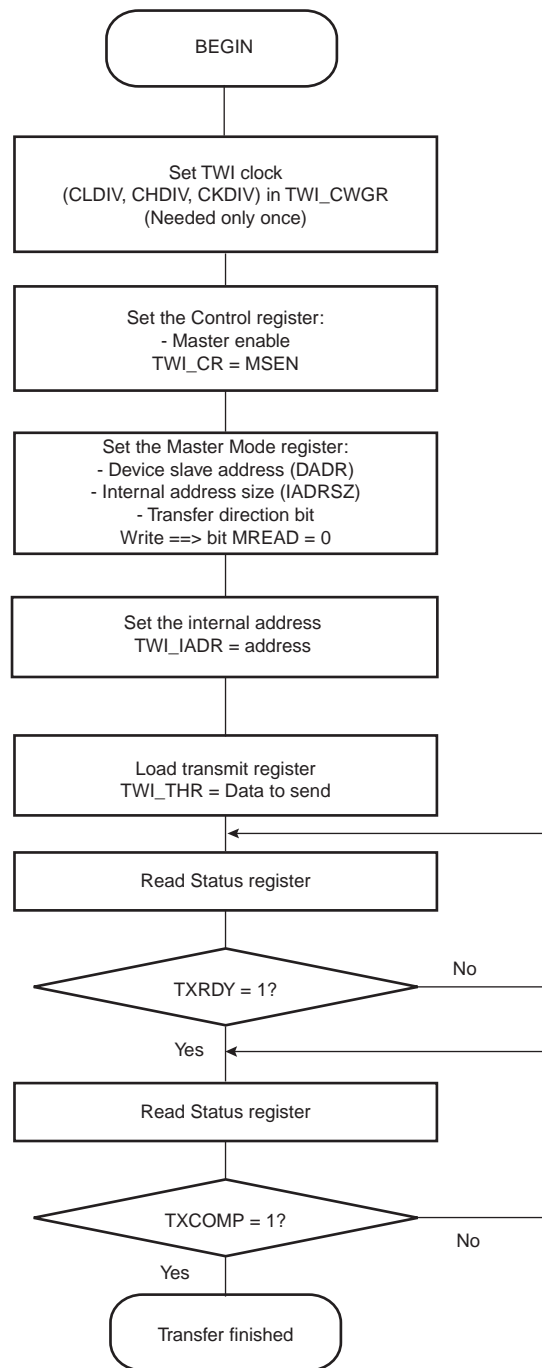 BEGIN
Set TWI clock
(CLDIV, CHDIV, CKDIV) in TWI_CWGR
(Needed only once)
Set the Control register:
- Master enable
TWI_CR = MSEN
Set the Master Mode register:
- Device slave address (DADR)
- Internal address size (IADRSZ)
- Transfer direction bit
Write ==> bit MREAD = 0
Set the internal address
TWI_IADR = address
Load transmit register
TWI_THR = Data to send
Read Status register
No
TXRDY = 1?
Yes
Read Status register
TXCOMP = 1?
No
Yes
Transfer finished